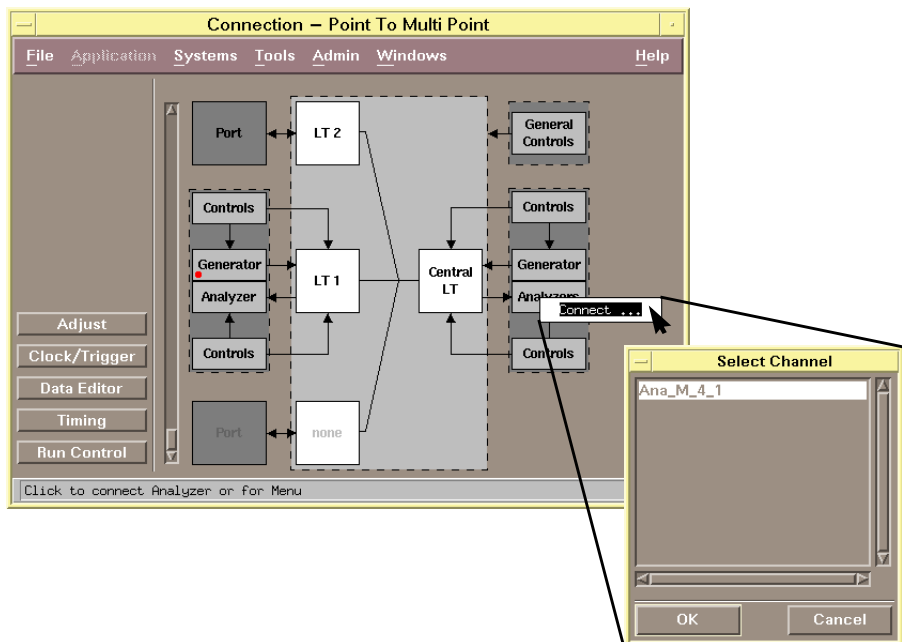 Connection – Point To Multi Point
File Application Systems Tools Admin Windows Help
Port
LT 2
General
Controls
Controls
Controls
Generator
LT 1
Central
LT
Generator
Analyzer
Analyzers
Connect ...
Controls
Controls
Port
none
Adjust
Clock/Trigger
Data Editor
Timing
Run Control
Click to connect Analyzer or for Menu
Select Channel
Ana_M_4_1
OK
Cancel